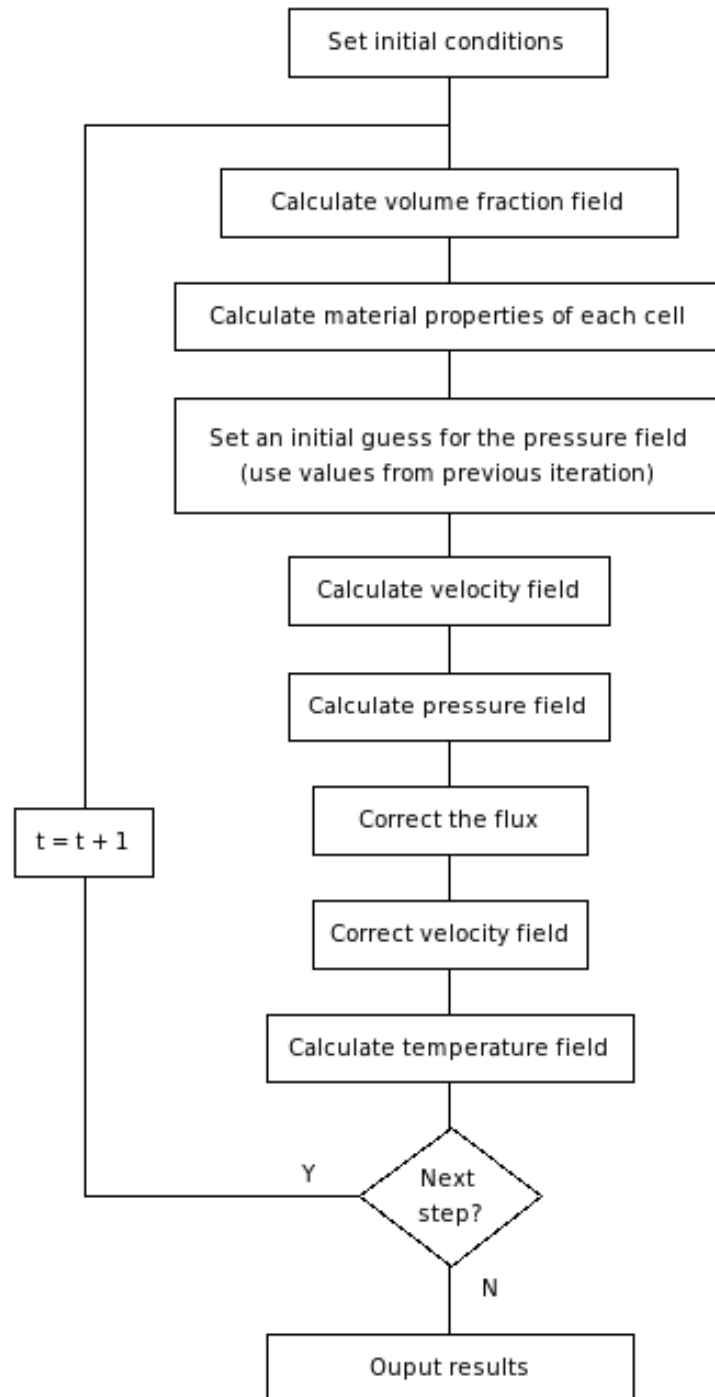 Set initial conditions
Calculate volume fraction field
Calculate material properties of each cell
Set an initial guess for the pressure field
(use values from previous iteration)
Calculate velocity field
Calculate pressure field
Correct the flux
t = t + 1
Correct velocity field
Calculate temperature field
Y
Next
step?
N
Ouput results